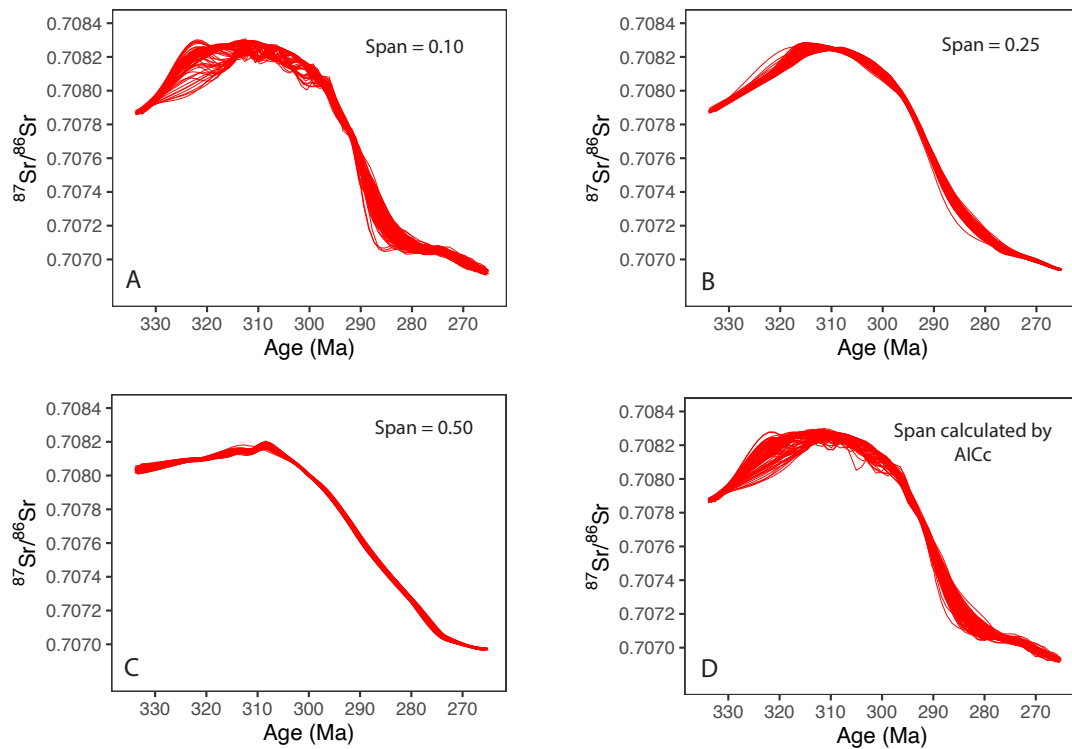 0.7084
0.7082
0.7080
0.7078
0.7076
0.7074
0.7072
0.7070
87Sr/86Sr
Span = 0.10
A
330 320 310 300 290 280 270
Age (Ma)
0.7084
0.7082
0.7080
0.7078
0.7076
0.7074
0.7072
0.7070
87Sr/86Sr
Span = 0.25
B
330 320 310 300 290 280 270
Age (Ma)
0.7084
0.7082
0.7080
0.7078
0.7076
0.7074
0.7072
0.7070
87Sr/86Sr
Span = 0.50
C
330 320 310 300 290 280 270
Age (Ma)
0.7084
0.7082
0.7080
0.7078
0.7076
0.7074
0.7072
0.7070
87Sr/86Sr
Span calculated by
AICc
D
330 320 310 300 290 280 270
Age (Ma)